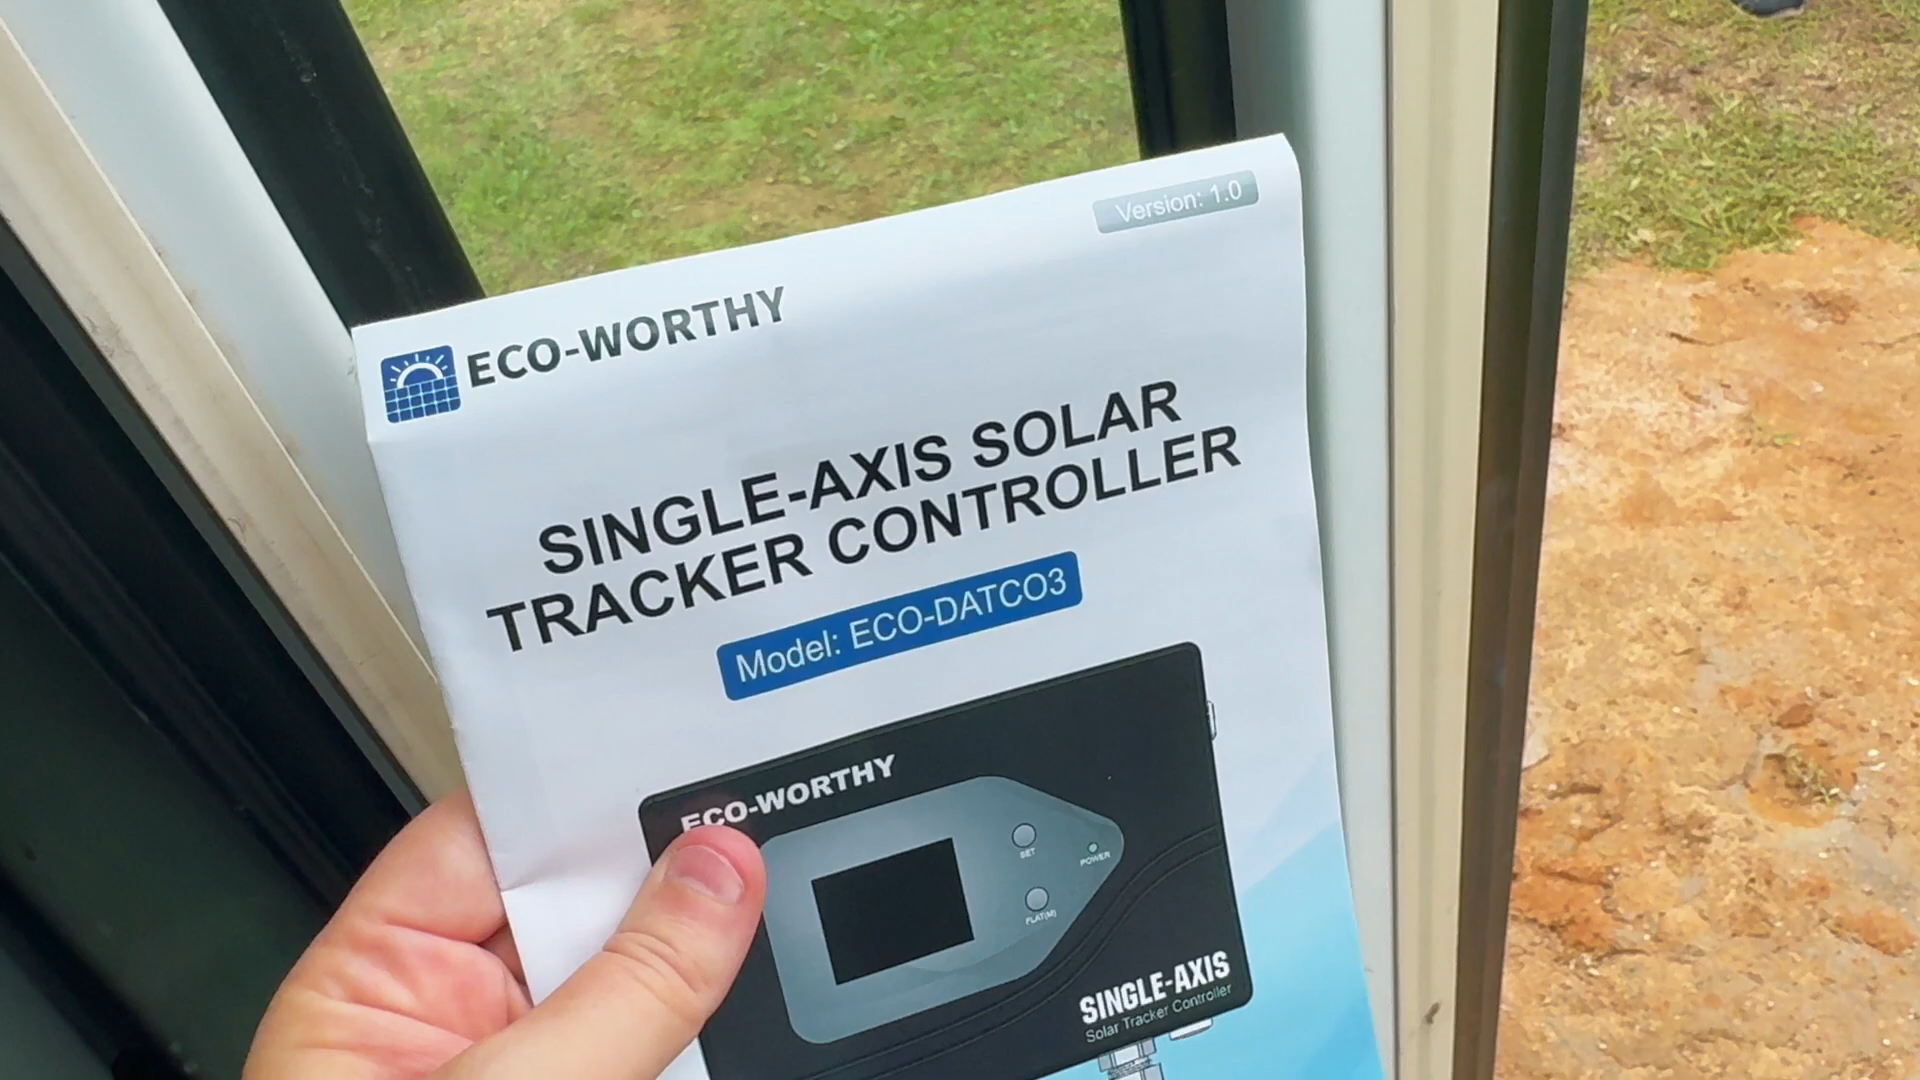 Version: 1.0
ECO-WORTHY
SINGLE-AXIS SOLAR
TRACKER CONTROLLER
Model: ECO-DATCO3
ECO-WORTHY
SET
POWER
FLAT(M)
SINGLE-AXIS
Solar Tracker Controller